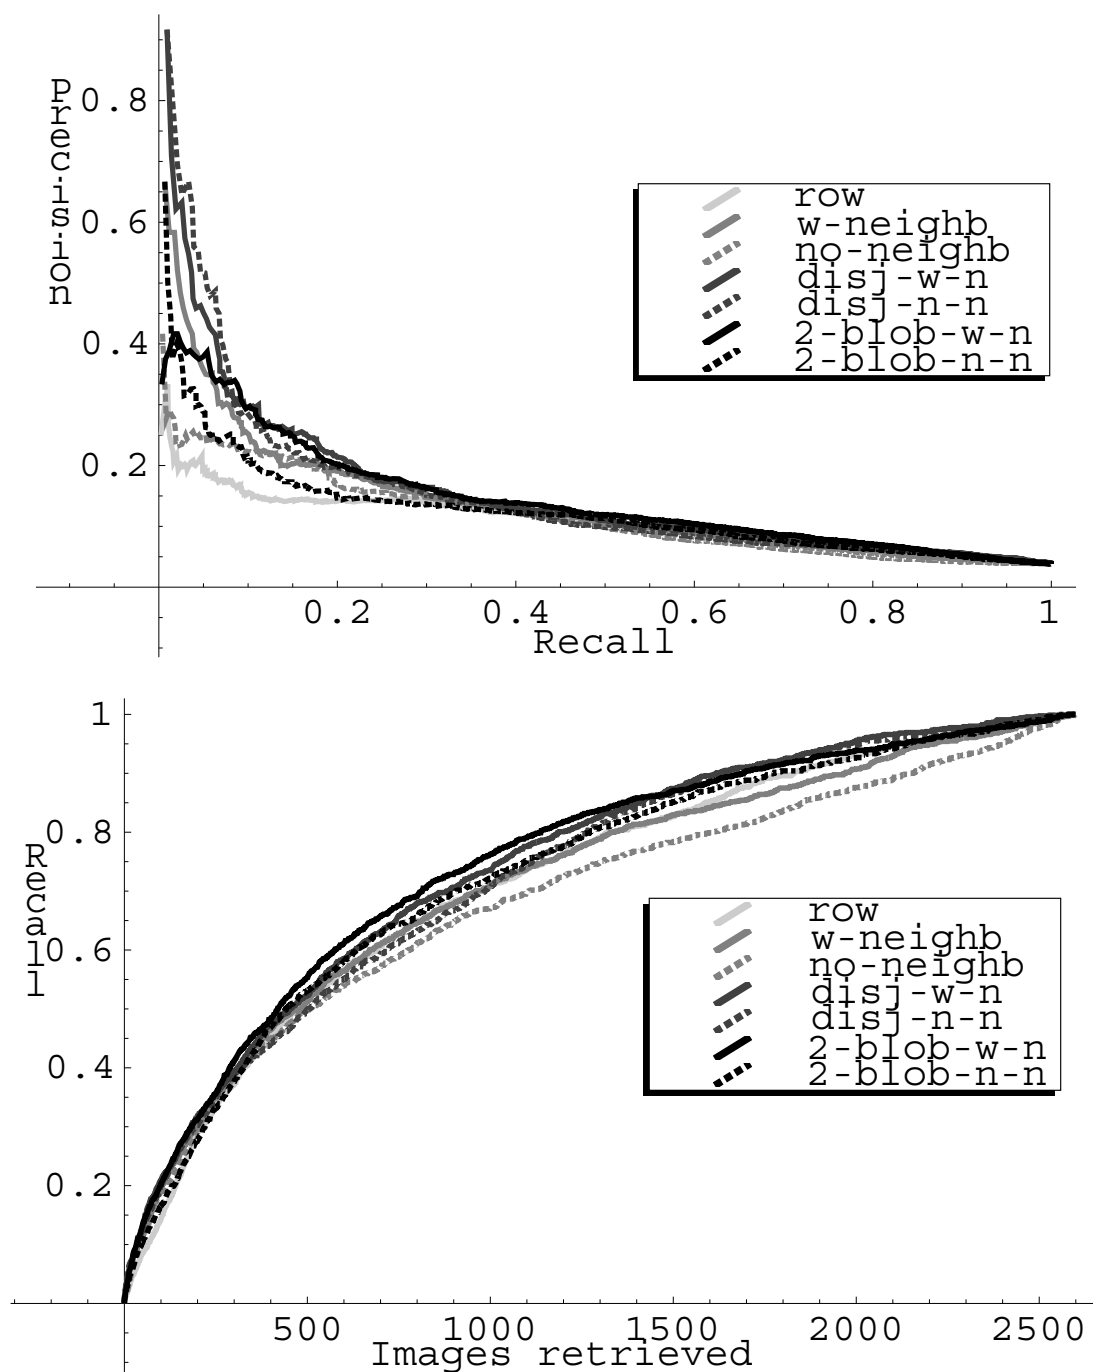 Precision
0.8
0.6
0.4
0.2
row
w-neighb
no-neighb
disj-w-n
disj-n-n
2-blob-w-n
2-blob-n-n
0.2 0.4 0.6 0.8 1
Recall
1
0.8
0.6
0.4
0.2
Recall
row
w-neighb
no-neighb
disj-w-n
disj-n-n
2-blob-w-n
2-blob-n-n
500 1000 1500 2000 2500
Images retrieved